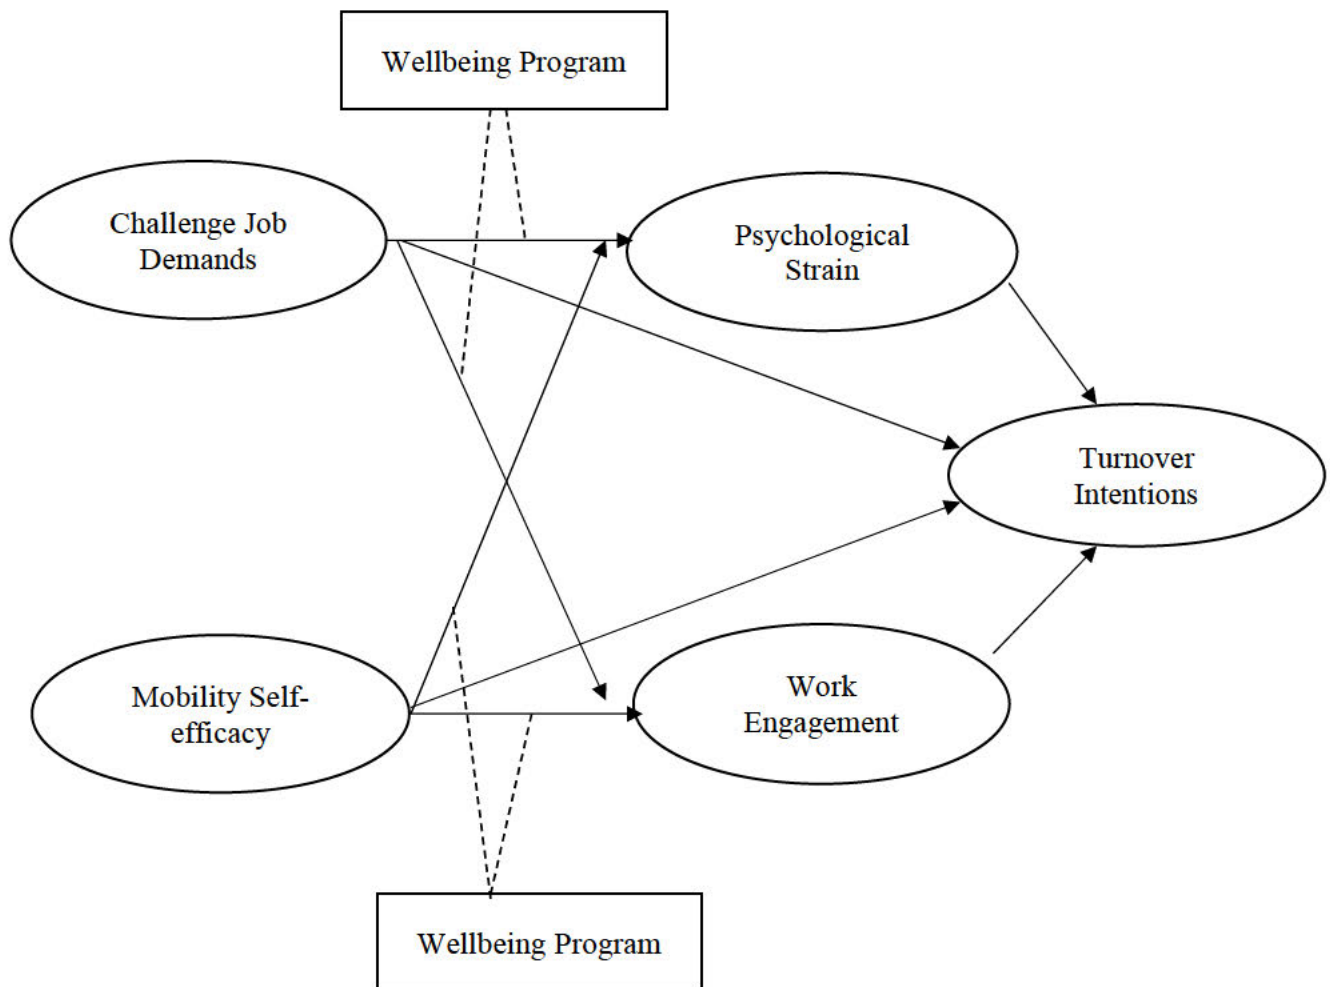 Wellbeing Program
Challenge Job
Demands
Psychological
Strain
Turnover
Intentions
Mobility Self-
efficacy
Work
Engagement
Wellbeing Program